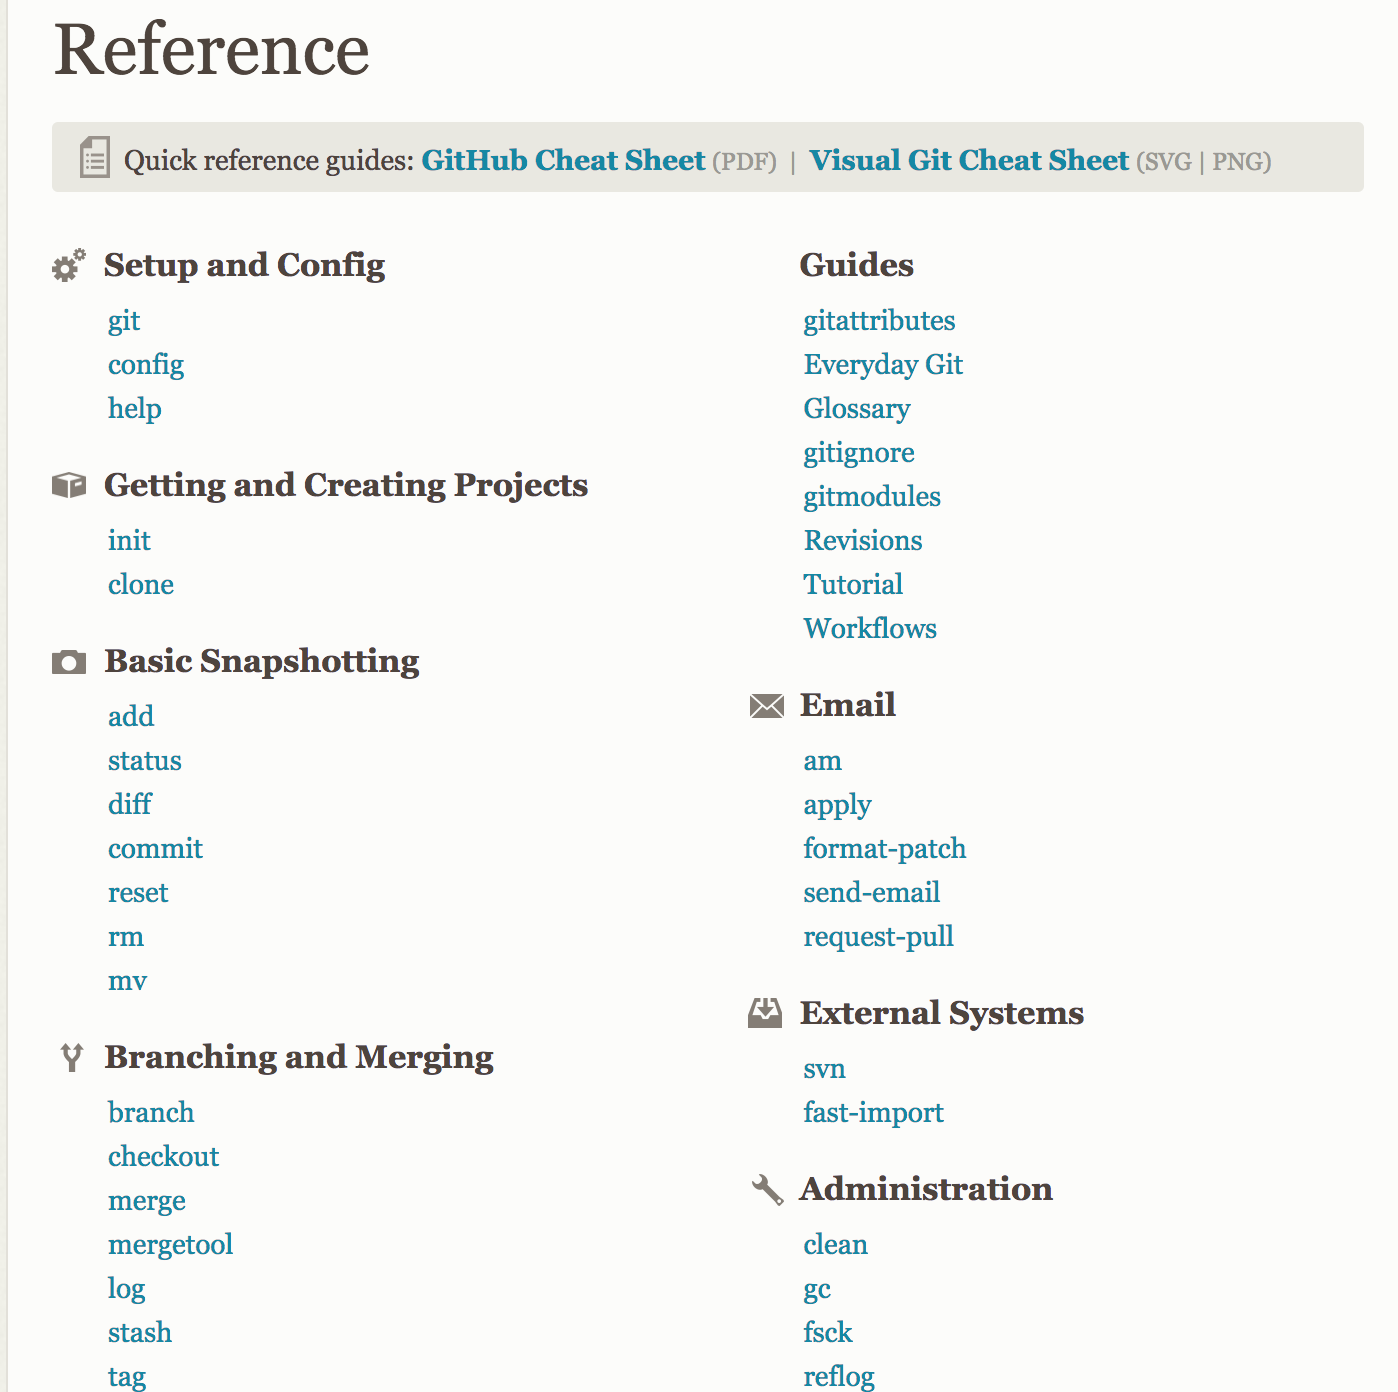 Reference
Quick reference guides: GitHub Cheat Sheet (PDF) | Visual Git Cheat Sheet (SVG | PNG)
Setup and Config
git
config
help
Getting and Creating Projects
init
clone
Basic Snapshotting
add
status
diff
commit
reset
rm
mv
Branching and Merging
branch
checkout
merge
mergetool
log
stash
tag
Guides
gitattributes
Everyday Git
Glossary
gitignore
gitmodules
Revisions
Tutorial
Workflows
Email
am
apply
format-patch
send-email
request-pull
External Systems
svn
fast-import
Administration
clean
gc
fsck
reflog